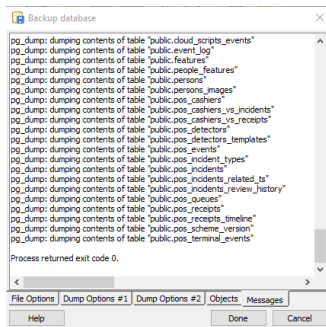 Backup database
pg_dump: dumping contents of table "public.cloud_scripts_events"
pg_dump: dumping contents of table "public.event_log"
pg_dump: dumping contents of table "public.features"
pg_dump: dumping contents of table "public.people_features"
pg_dump: dumping contents of table "public.persons"
pg_dump: dumping contents of table "public.persons_images"
pg_dump: dumping contents of table "public.pos_cashiers"
pg_dump: dumping contents of table "public.pos_cashiers_vs_incidents"
pg_dump: dumping contents of table "public.pos_cashiers_vs_receipts"
pg_dump: dumping contents of table "public.pos_detectors"
pg_dump: dumping contents of table "public.pos_detectors_templates"
pg_dump: dumping contents of table "public.pos_events"
pg_dump: dumping contents of table "public.pos_incident_types"
pg_dump: dumping contents of table "public.pos_incidents"
pg_dump: dumping contents of table "public.pos_incidents_related_ts"
pg_dump: dumping contents of table "public.pos_incidents_review_history"
pg_dump: dumping contents of table "public.pos_queues"
pg_dump: dumping contents of table "public.pos_receipts"
pg_dump: dumping contents of table "public.pos_receipts_timeline"
pg_dump: dumping contents of table "public.pos_scheme_version"
pg_dump: dumping contents of table "public.pos_terminal_events"
Process returned exit code 0.
File Options Dump Options #1 Dump Options #2 Objects Messages
Help Done Cancel